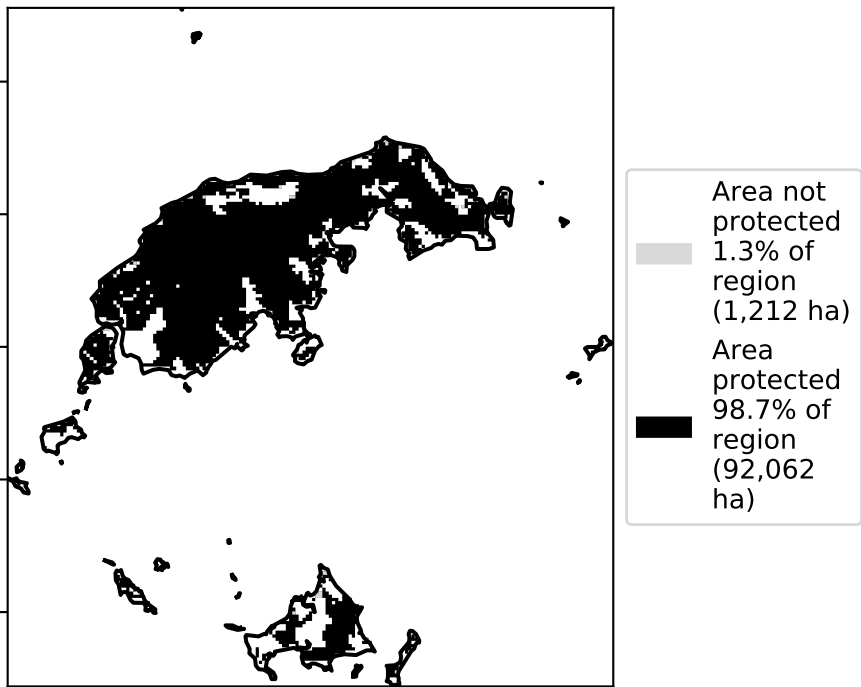 Area not
protected
1.3% of
region
(1,212 ha)
Area
protected
98.7% of
region
(92,062
ha)